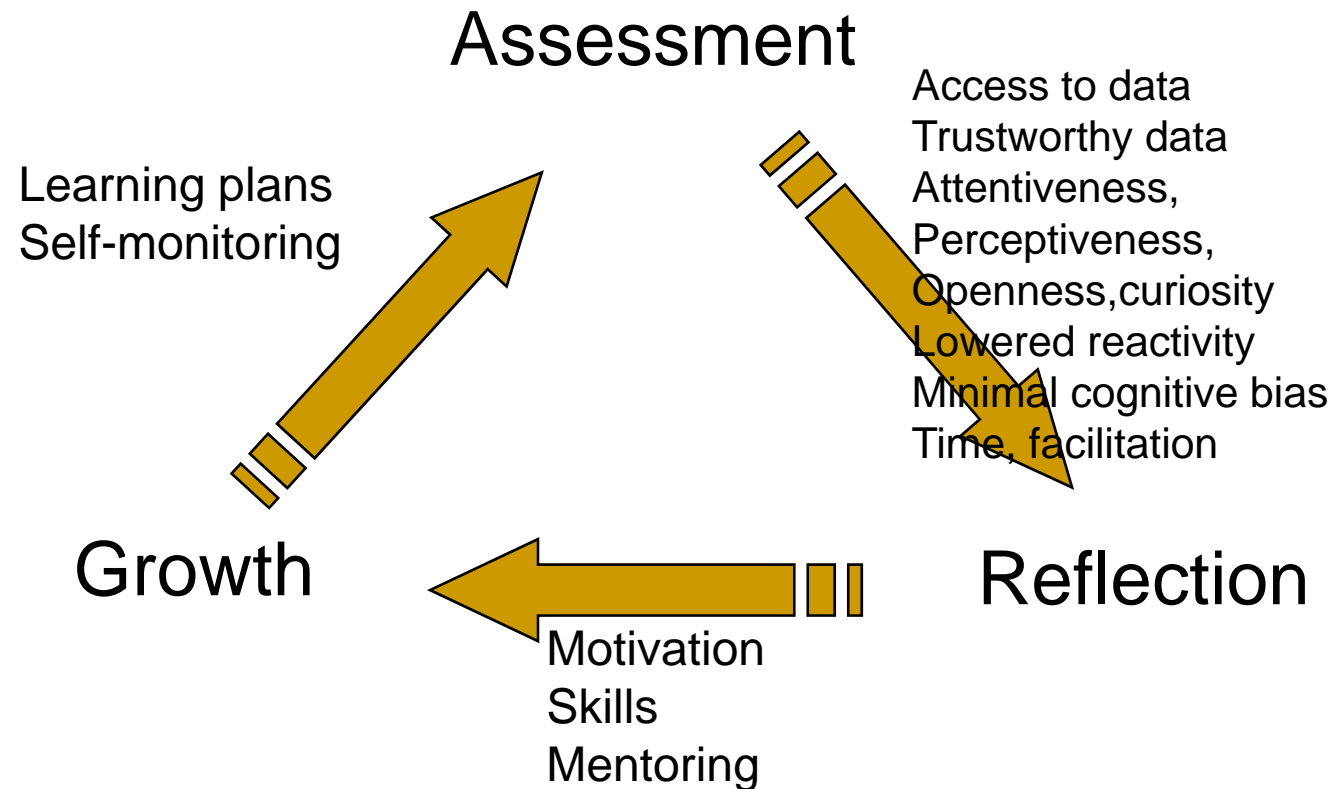 Assessment
Access to data
Trustworthy data
Attentiveness,
Perceptiveness,
Openness,curiosity
Lowered reactivity
Minimal cognitive bias
Time, facilitation
Learning plans
Self-monitoring
Growth
Reflection
Motivation
Skills
Mentoring